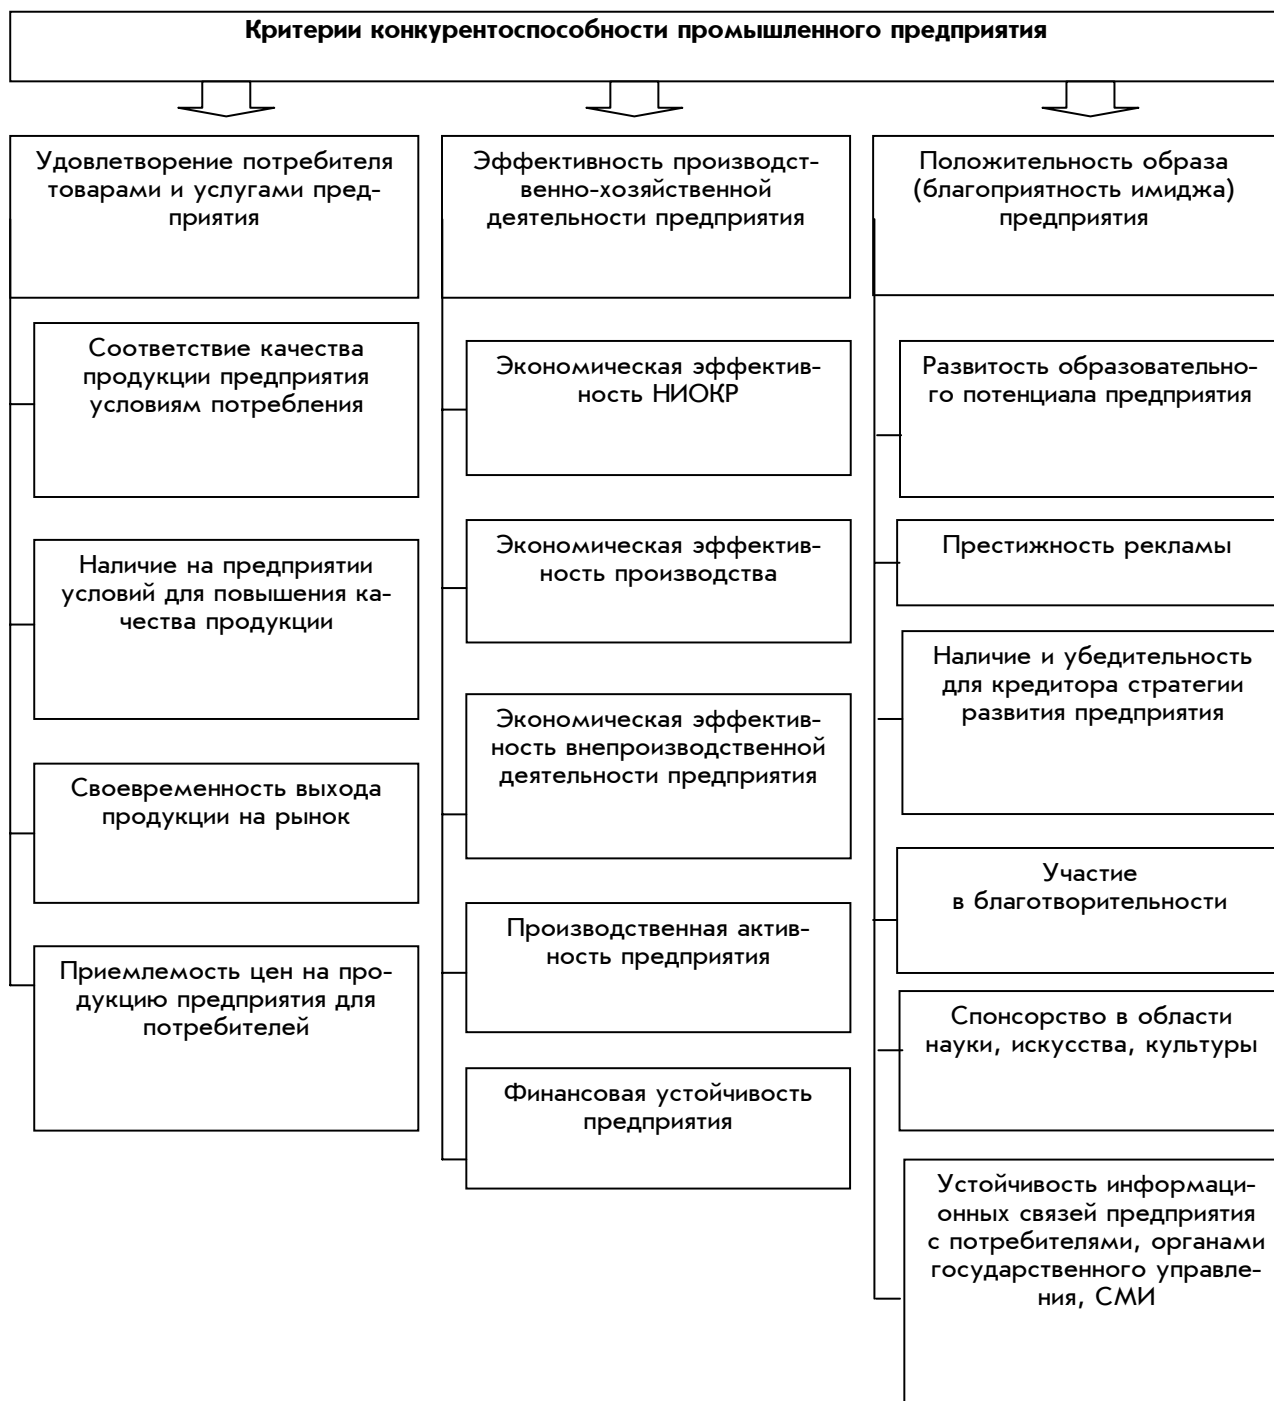 Критерии конкурентоспособности промышленного предприятия
Удовлетворение потребителя
товарами и услугами пред-
приятия
Соответствие качества
продукции предприятия
условиям потребления
Наличие на предприятии
условий для повышения ка-
чества продукции
Своевременность выхода
продукции на рынок
Приемлемость цен на про-
дукцию предприятия для
потребителей
Эффективность производст-
венно-хозяйственной
деятельности предприятия
Экономическая эффектив-
ность НИОКР
Экономическая эффектив-
ность производства
Экономическая эффектив-
ность внепроизводственной
деятельности предприятия
Производственная актив-
ность предприятия
Финансовая устойчивость
предприятия
Положительность образа
(благоприятность имиджа)
предприятия
Развитость образовательно-
го потенциала предприятия
Престижность рекламы
Наличие и убедительность
для кредитора стратегии
развития предприятия
Участие
в благотворительности
Спонсорство в области
науки, искусства, культуры
Устойчивость информаци-
онных связей предприятия
с потребителями, органами
государственного управле-
ния, СМИ